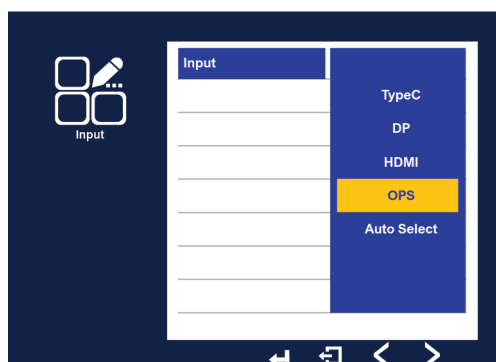 Input
Input
TypeC
DP
HDMI
OPS
Auto Select